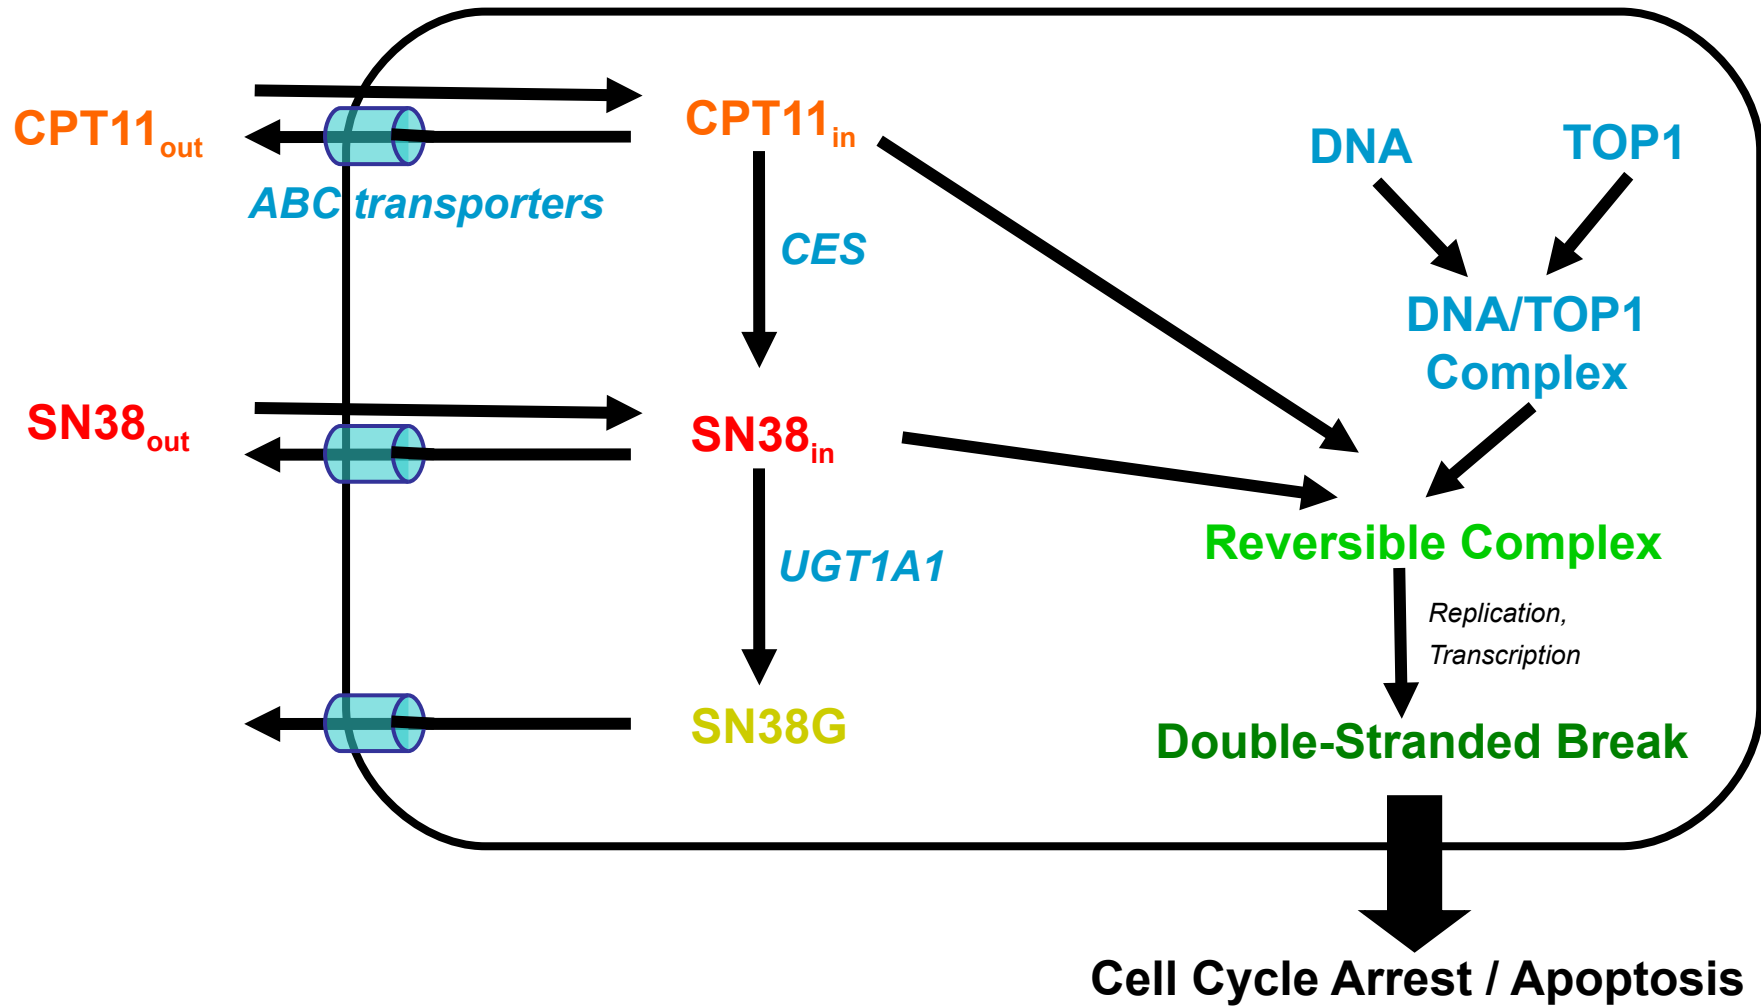 CPT11out
CPT11in
DNA
TOP1
ABC transporters
CES
DNA/TOP1
Complex
SN38out
SN38in
Reversible Complex
UGT1A1
Replication,
Transcription
SN38G
Double-Stranded Break
Cell Cycle Arrest / Apoptosis